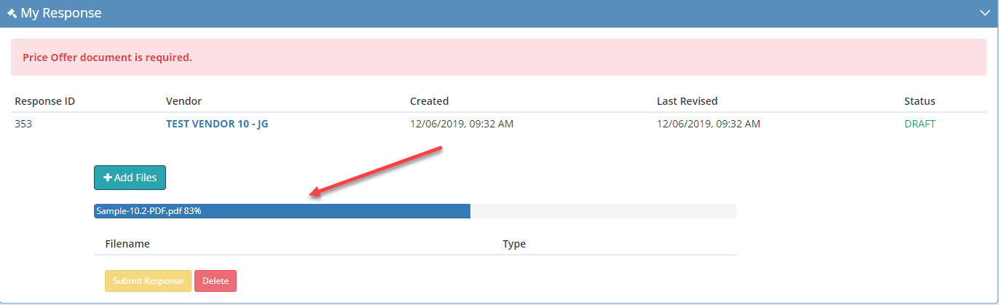 My Response
Price Offer document is required.
Response ID Vendor Created Last Revised Status
353 TEST VENDOR 10 - JG 12/06/2019, 09:32 AM 12/06/2019, 09:32 AM DRAFT
Add Files
Sample-10.2-PDF.pdf 83%
Filename Type
Submit Response Delete